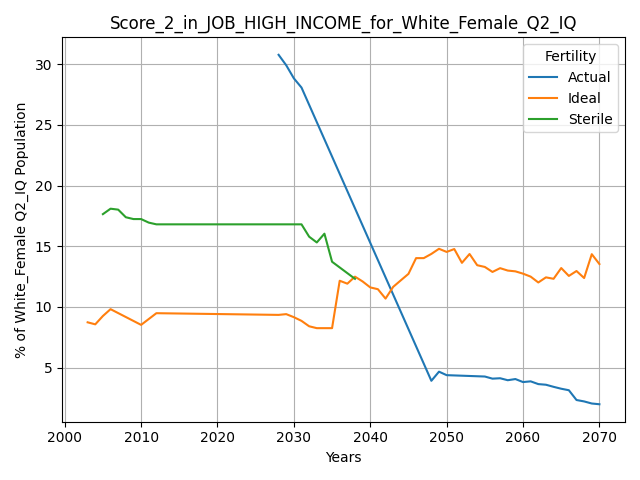 Score_2_in_JOB_HIGH_INCOME_for_White_Female_Q2_IQ
% of White_Female Q2_IQ Population
30
25
20
15
10
5
Fertility
Actual
Ideal
Sterile
2000 2010 2020 2030 2040 2050 2060 2070
Years